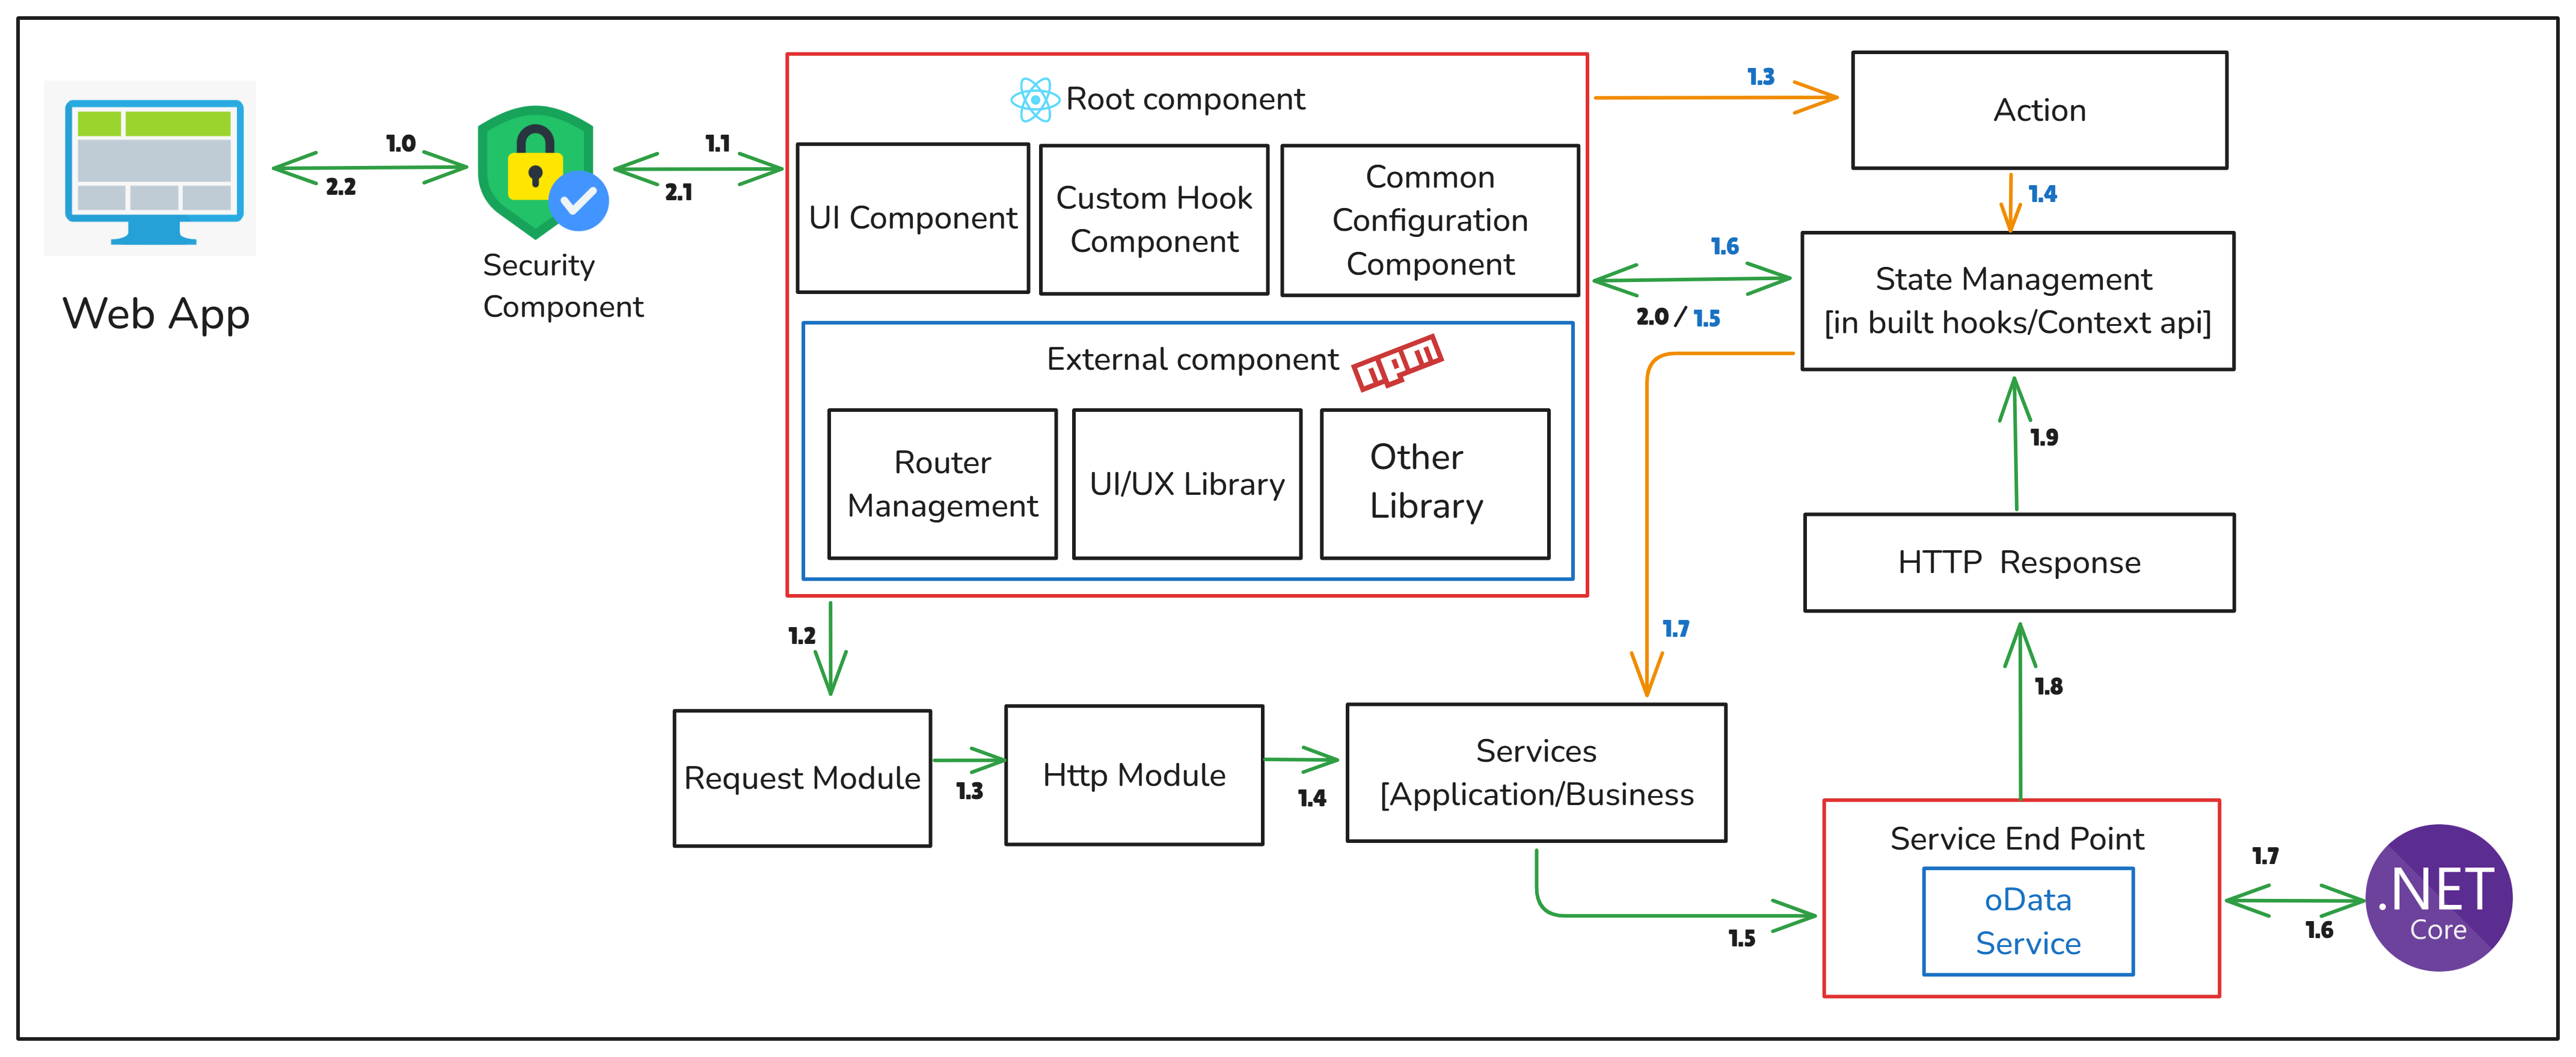 1.0
2.2
Web App
Security
Component
1.1
2.1
Root component
UI Component
Custom Hook
Component
Common
Configuration
Component
External component
npm
Router
Management
UI/UX Library
Other
Library
1.3
Action
1.4
1.6
2.0 / 1.5
State Management
[in built hooks/Context api]
1.9
HTTP  Response
1.7
1.8
1.2
Request Module
1.3
Http Module
1.4
Services
[Application/Business
1.5
Service End Point
oData
Service
1.7
1.6
.NET
Core